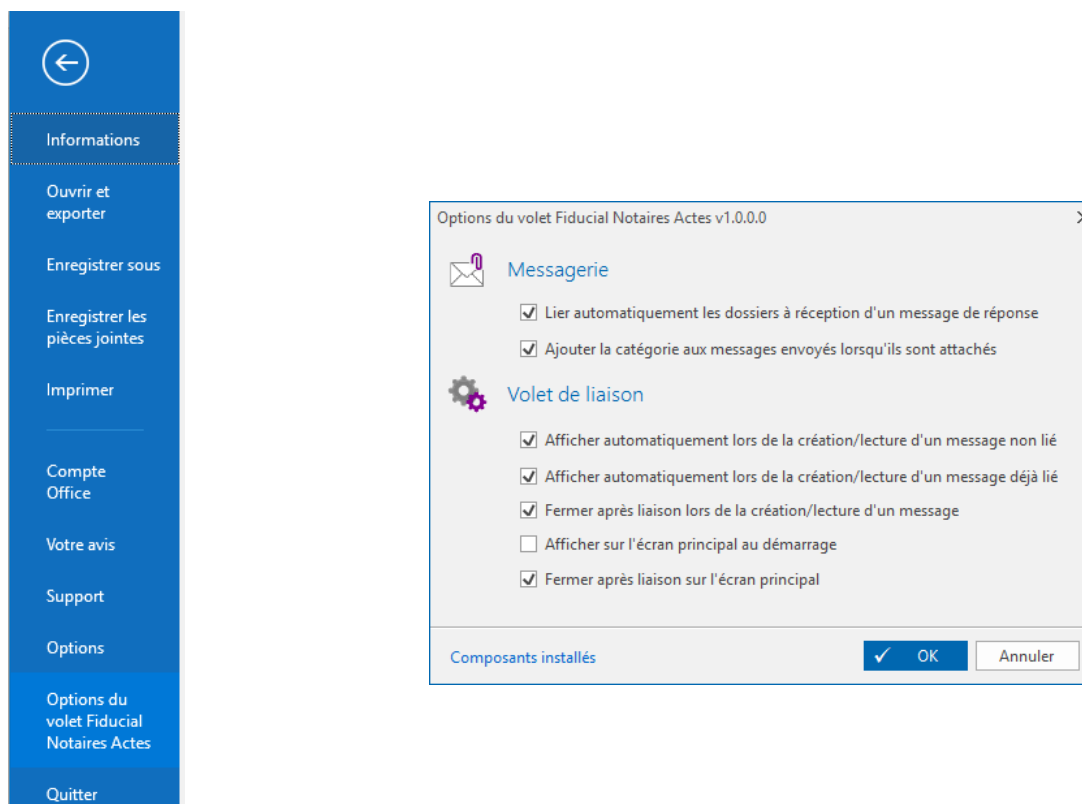 Informations
Ouvrir et
exporter
Enregistrer sous
Enregistrer les
pièces jointes
Imprimer
Compte
Office
Votre avis
Support
Options
Options du
volet Fiducial
Notaires Actes
Quitter
Options du volet Fiducial Notaires Actes v1.0.0.0
Messagerie
Lier automatiquement les dossiers à réception d'un message de réponse
Ajouter la catégorie aux messages envoyés lorsqu'ils sont attachés
Volet de liaison
Afficher automatiquement lors de la création/lecture d'un message non lié
Afficher automatiquement lors de la création/lecture d'un message déjà lié
Fermer après liaison lors de la création/lecture d'un message
Afficher sur l'écran principal au démarrage
Fermer après liaison sur l'écran principal
Composants installés
OK
Annuler